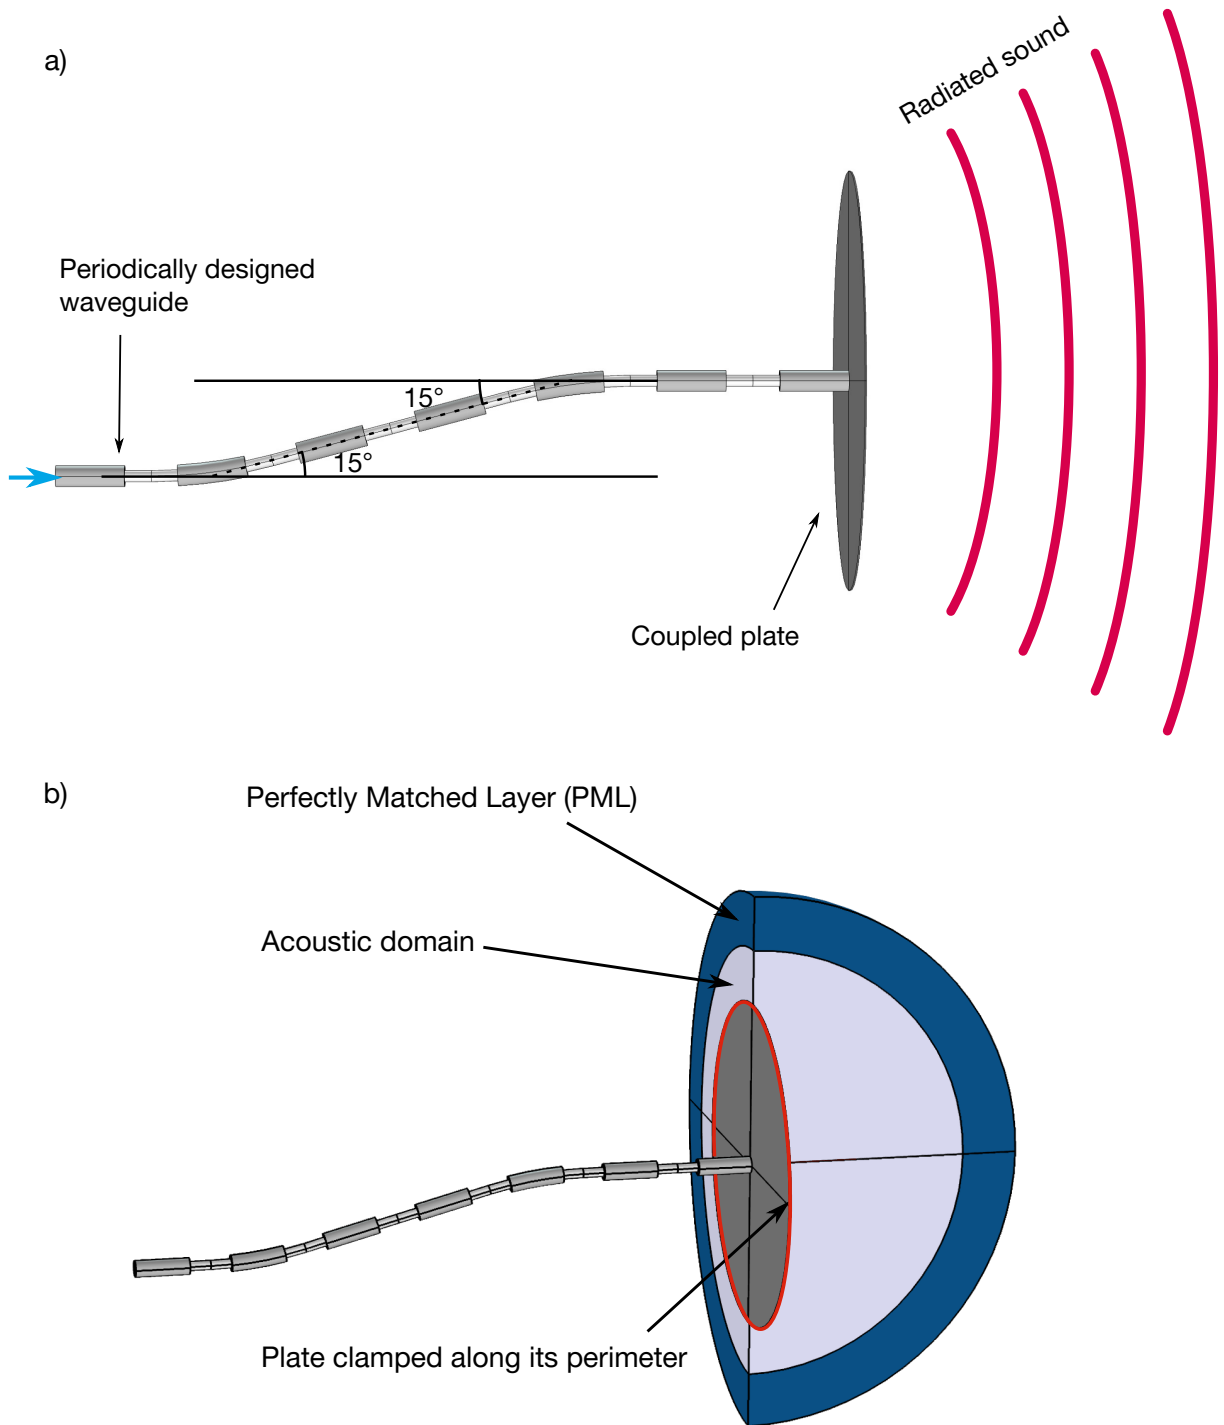 a)
Radiated sound
Periodically designed
waveguide
15°
15°
Coupled plate
b)
Perfectly Matched Layer (PML)
Acoustic domain
Plate clamped along its perimeter